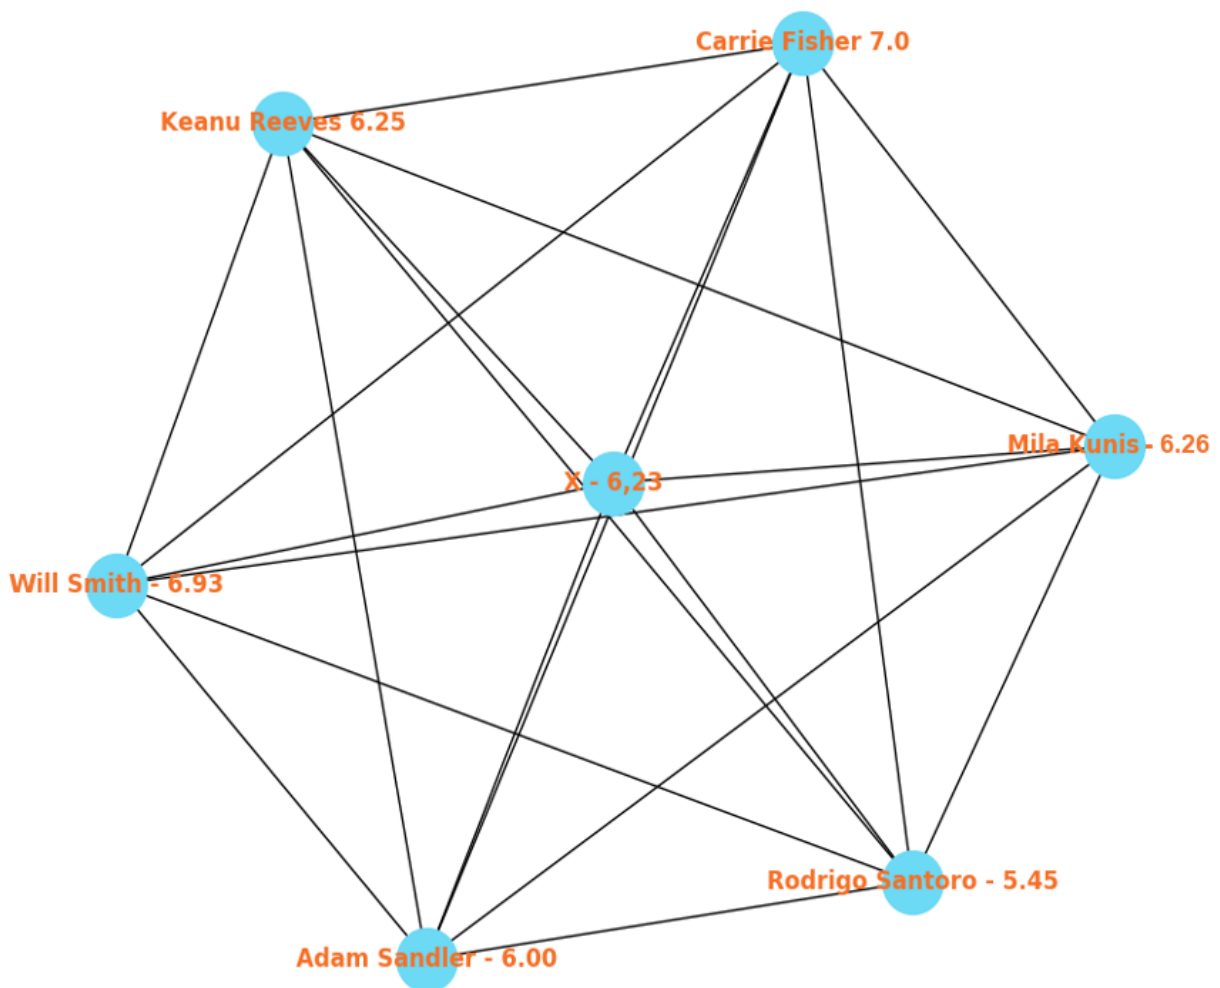 Carrie Fisher 7.0
Keanu Reeves 6.25
Mila Kunis - 6.26
X - 6,23
Will Smith - 6.93
Rodrigo Santoro - 5.45
Adam Sandler - 6.00